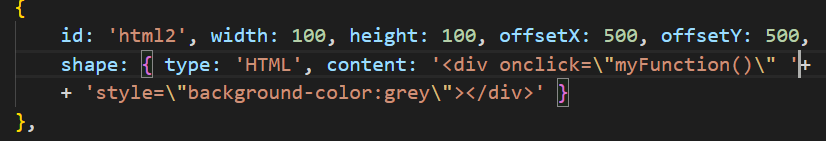 {
id: 'html2', width: 100, height: 100, offsetX: 500, offsetY: 500,
shape: { type: 'HTML', content: '<div onclick=\"myFunction()\" '+
+ 'style=\"background-color:grey\"></div>' }
},